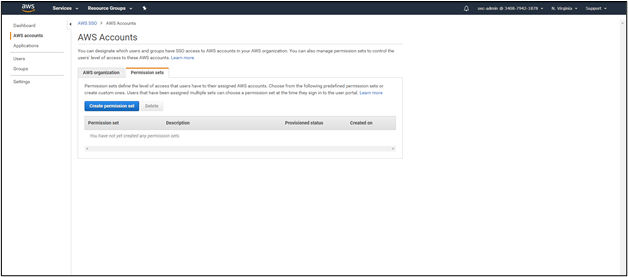 aws Services Resource Groups sec-admin @ 3408-7942-1878 N. Virginia Support
Dashboard
AWS accounts
Applications
Users
Groups
Settings
AWS SSO > AWS Accounts
AWS Accounts
You can designate which users and groups have SSO access to AWS accounts in your AWS organization. You can also manage permission sets to control the
users' level of access to these AWS accounts. Learn more
AWS organization Permission sets
Permission sets define the level of access that users have to their assigned AWS accounts. Choose from the following predefined permission sets or
create custom ones. Users that have been assigned multiple sets can choose a permission set at the time they sign in to the user portal. Learn more
Create permission set Delete
Permission set Description Provisioned status Created on
You have not yet created any permission sets.